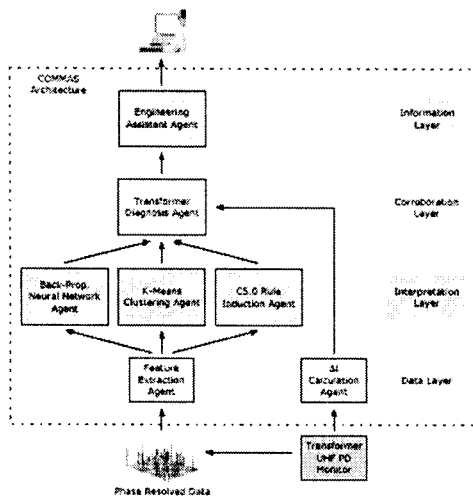 COMMAS
Architecture
Engineering
Assistant Agent
Information
Layer
Transformer
Diagnosis Agent
Corroboration
Layer
Back-Prop.
Neural Network
Agent
K-Means
Clustering Agent
C5.0 Rule
Induction Agent
Interpretation
Layer
Feature
Extraction
Agent
Calculation
Agent
Data Layer
Transformer
UHF PD
Monitor
Phase Resolved Data